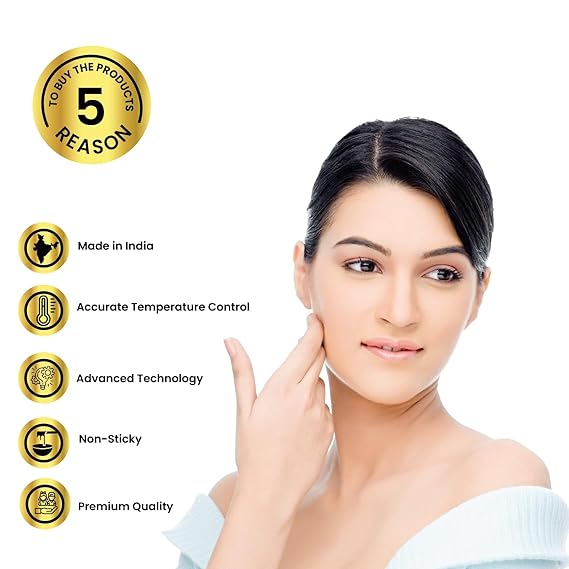 TO BUY THE PRODUCTS
5
REASON
Made in India
Accurate Temperature Control
Advanced Technology
Non-Sticky
Premium Quality